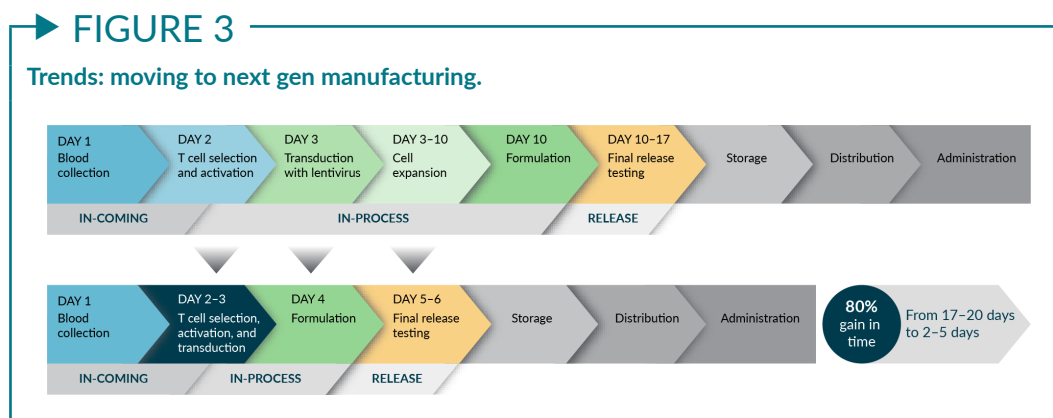 FIGURE 3
Trends: moving to next gen manufacturing.
DAY 1
Blood
collection
DAY 2
T cell selection
and activation
DAY 3
Transduction
with lentivirus
DAY 3–10
Cell
expansion
DAY 10
Formulation
DAY 10–17
Final release
testing
Storage
Distribution
Administration
IN-COMING
IN-PROCESS
RELEASE
DAY 1
Blood
collection
DAY 2–3
T cell selection,
activation, and
transduction
DAY 4
Formulation
DAY 5–6
Final release
testing
Storage
Distribution
Administration
80%
gain in
time
From 17–20 days
to 2–5 days
IN-COMING
IN-PROCESS
RELEASE